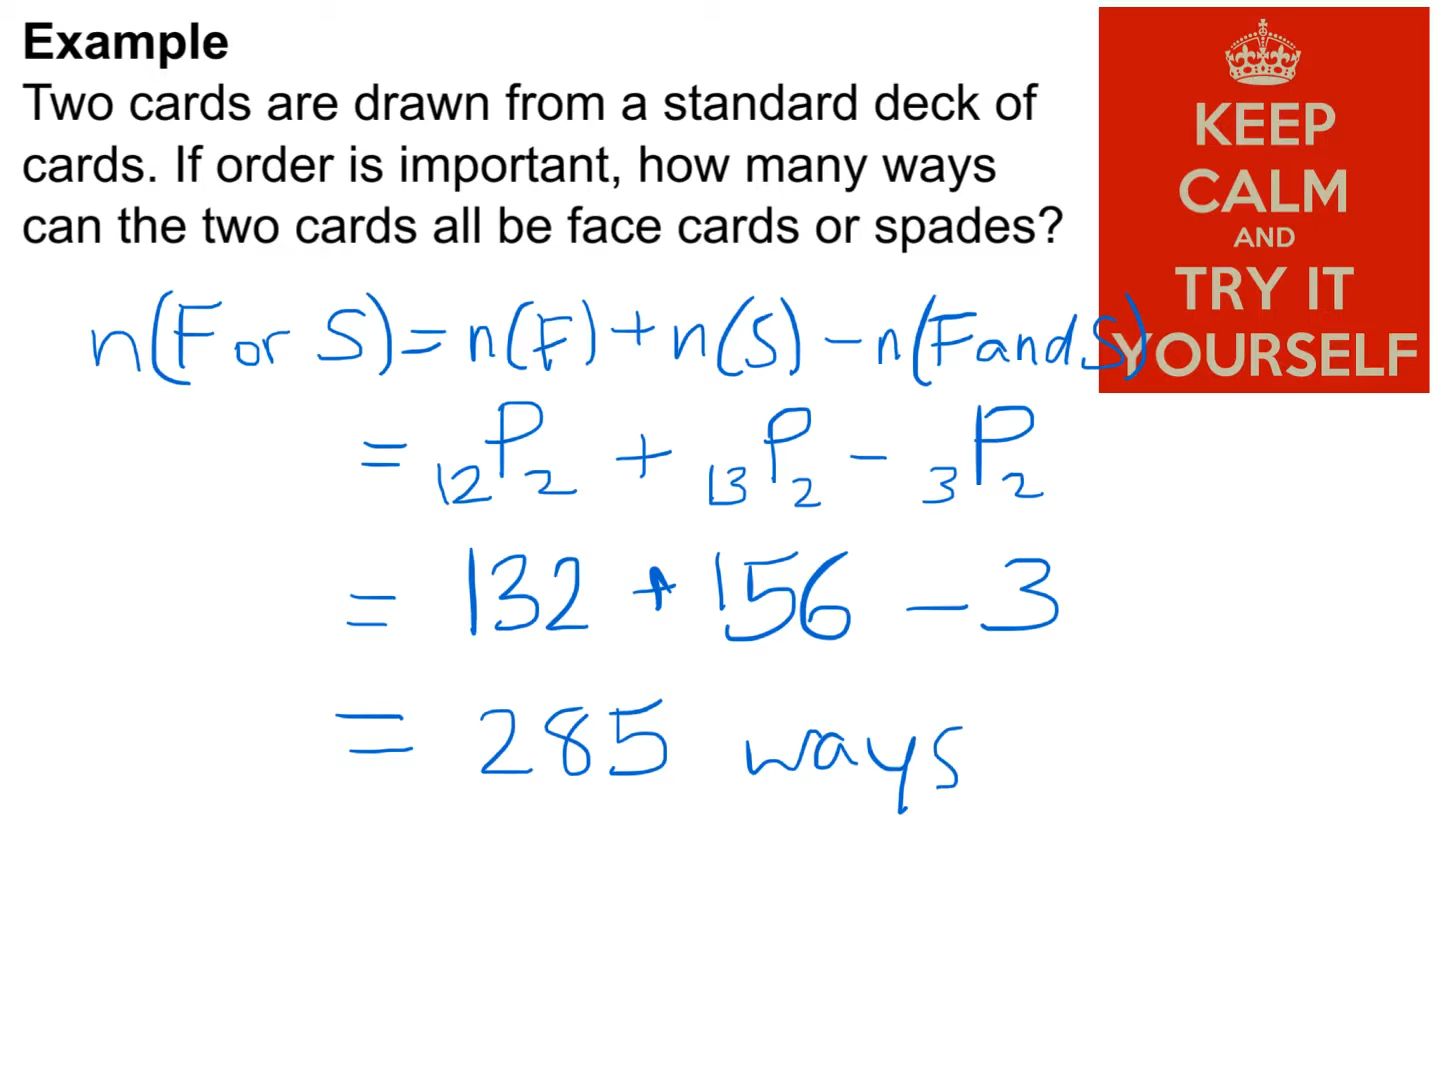 Example
Two cards are drawn from a standard deck of
cards. If order is important, how many ways
can the two cards all be face cards or spades?
KEEP
CALM
AND
TRY IT
YOURSELF
n(F or S) = n(F) + n(S) - n(F and S)
= ₁₂P₂ + ₁₃P₂ - ₃P₂
= 132 + 156 - 3
= 285 ways